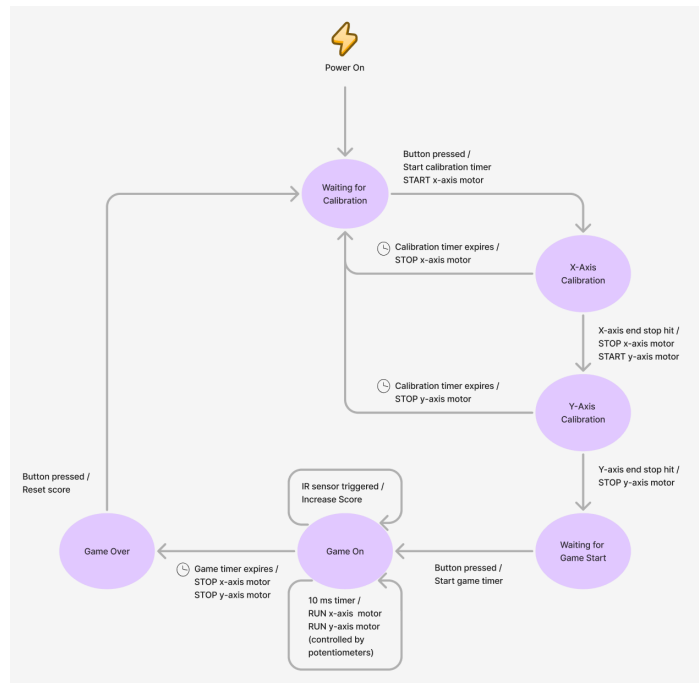 Power On
Button pressed /
Start calibration timer
START x-axis motor
Waiting for
Calibration
Calibration timer expires /
STOP x-axis motor
X-Axis
Calibration
X-axis end stop hit /
STOP x-axis motor
START y-axis motor
Calibration timer expires /
STOP y-axis motor
Y-Axis
Calibration
Y-axis end stop hit /
STOP y-axis motor
Button pressed /
Reset score
IR sensor triggered /
Increase Score
Game Over
Game On
Waiting for
Game Start
Game timer expires /
STOP x-axis motor
STOP y-axis motor
Button pressed /
Start game timer
10 ms timer /
RUN x-axis motor
RUN y-axis motor
(controlled by
potentiometers)